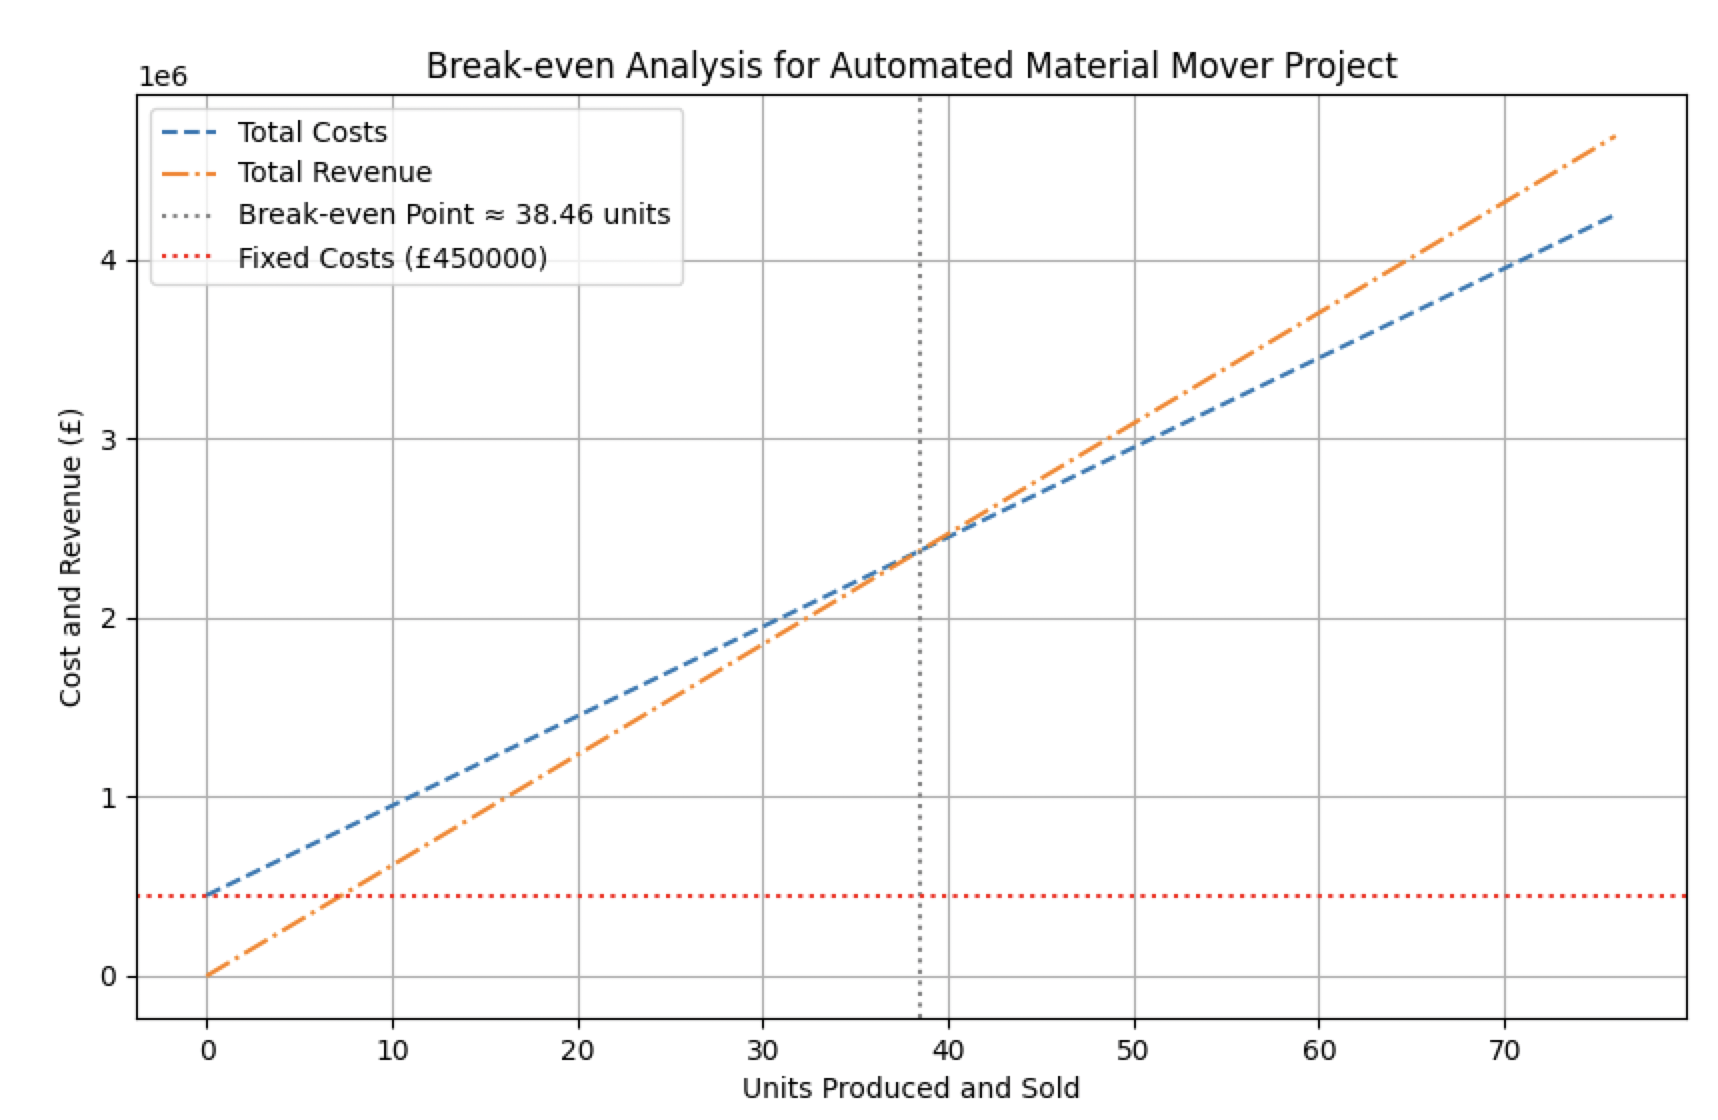 Break-even Analysis for Automated Material Mover Project
1e6
Total Costs
Total Revenue
Break-even Point ≈ 38.46 units
Fixed Costs (£450000)
4
3
2
1
0
Cost and Revenue (£)
0 10 20 30 40 50 60 70
Units Produced and Sold